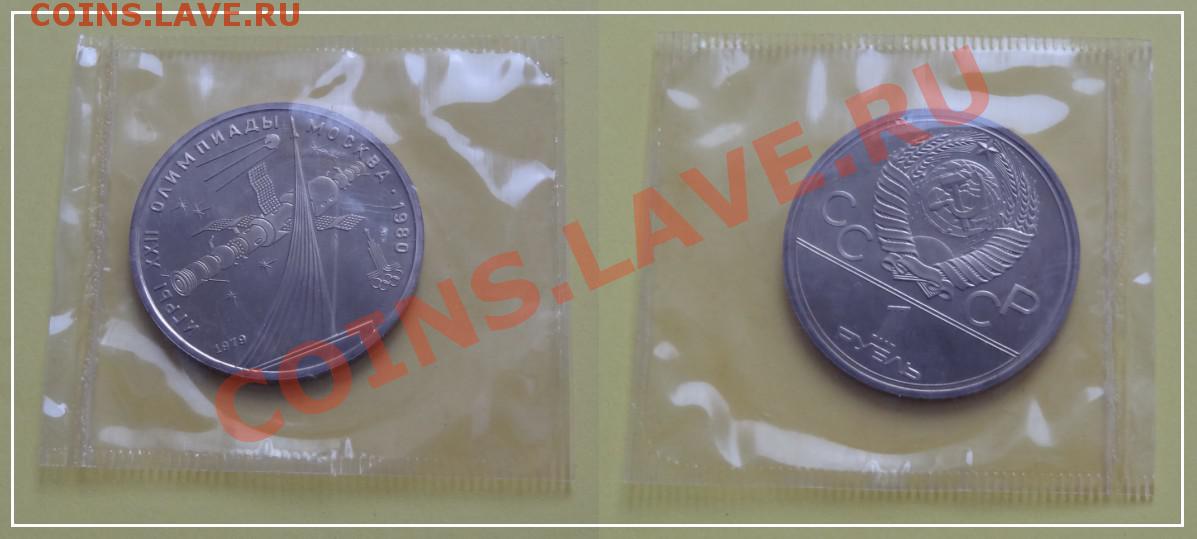 COINS.LAVE.RU
COINS.LAVE.RU
ИГРЫ XXII ОЛИМПИАДЫ МОСКВА · 1980
1979
СС
СР
1
РУБЛЬ